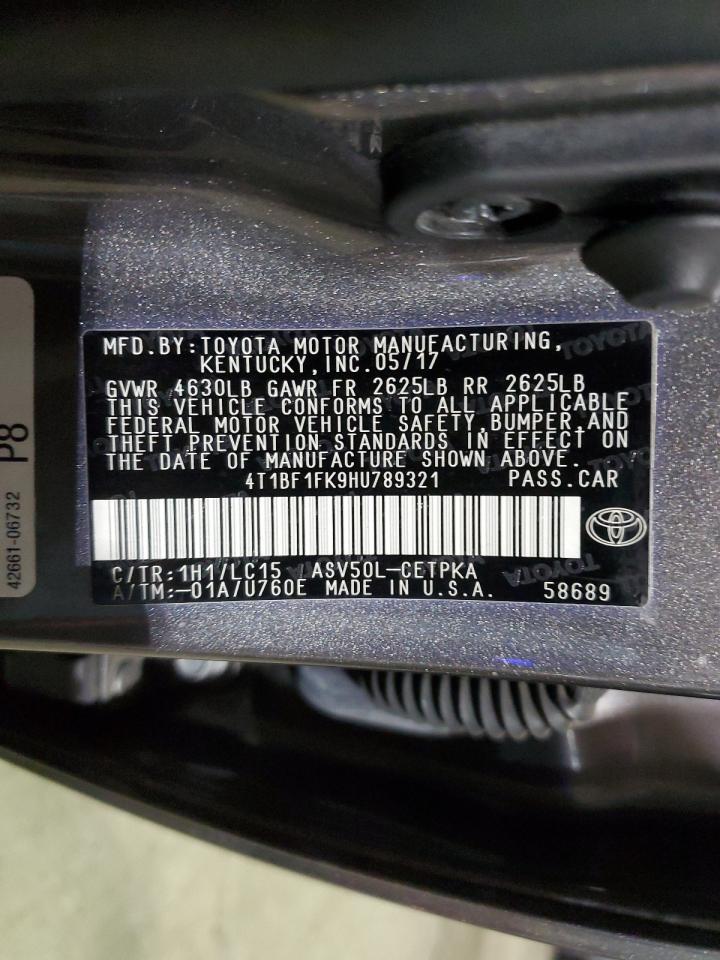 MFD.BY:TOYOTA MOTOR MANUFACTURING,
KENTUCKY,INC.05/17
GVWR 4630LB GAWR FR 2625LB RR 2625LB
THIS VEHICLE CONFORMS TO ALL APPLICABLE
FEDERAL MOTOR VEHICLE SAFETY,BUMPER,AND
THEFT PREVENTION STANDARDS IN EFFECT ON
THE DATE OF MANUFACTURE SHOWN ABOVE.
4T1BF1FK9HU789321 PASS.CAR
C/TR:1H1/LC15 ASV50L-CETPKA
A/TM:-01A/U760E MADE IN U.S.A. 58689
TOYOTA
TOYOTA
P8
42661-06732